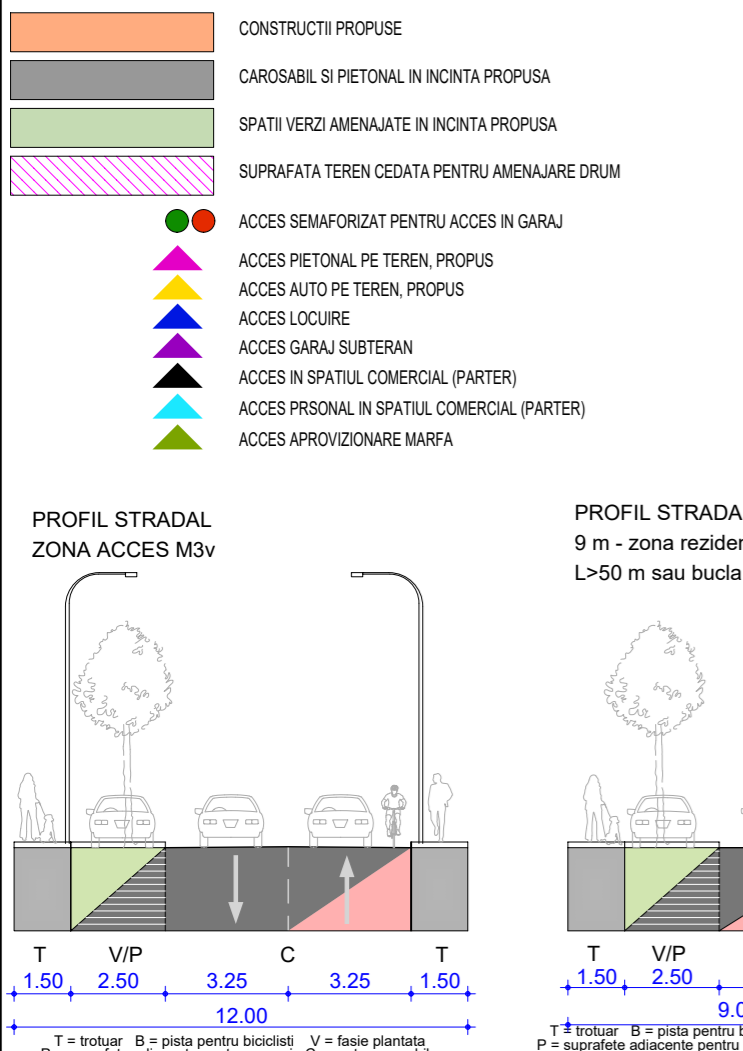 CONSTRUCTII PROPUSE
CAROSABIL SI PIETONAL IN INCINTA PROPUSA
SPATII VERZI AMENAJATE IN INCINTA PROPUSA
SUPRAFATA TEREN CEDATA PENTRU AMENAJARE DRUM
ACCES SEMAFORIZAT PENTRU ACCES IN GARAJ
ACCES PIETONAL PE TEREN, PROPUS
ACCES AUTO PE TEREN, PROPUS
ACCES LOCUIRE
ACCES GARAJ SUBTERAN
ACCES IN SPATIUL COMERCIAL (PARTER)
ACCES PRSONAL IN SPATIUL COMERCIAL (PARTER)
ACCES APROVIZIONARE MARFA
PROFIL STRADAL
ZONA ACCES M3v
T V/P C T
1.50 2.50 3.25 3.25 1.50
12.00
T = trotuar B = pista pentru biciclisti V = fasie plantata
PROFIL STRADA
9 m - zona reziden
L>50 m sau bucla
T V/P
1.50 2.50
9.0
T = trotuar B = pista pentru b
P = suprafete adiacente pentru